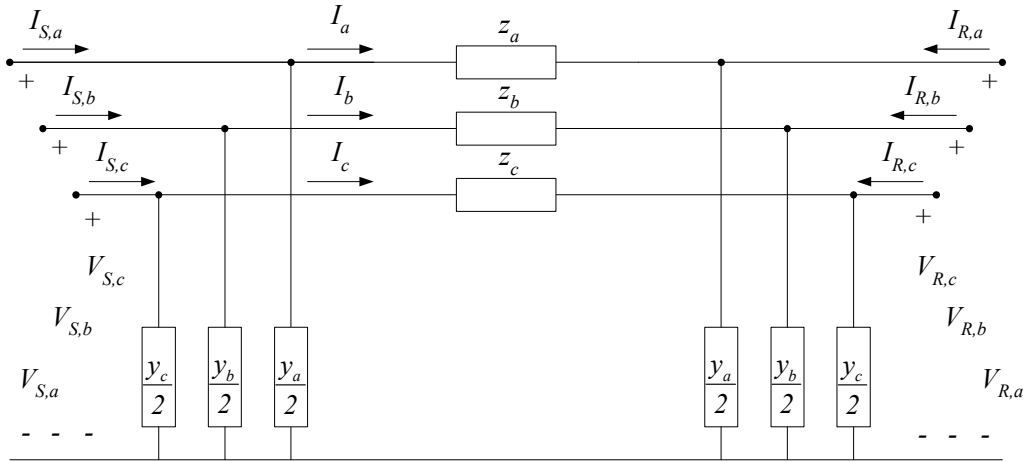 I_{S,a} I_a z_a I_{R,a}
+ +
I_{S,b} I_b z_b I_{R,b}
+ +
I_{S,c} I_c z_c I_{R,c}
+ +
V_{S,c} V_{R,c}
V_{S,b} V_{R,b}
y_c/2 y_b/2 y_a/2 y_a/2 y_b/2 y_c/2
V_{S,a} V_{R,a}
- - - - - -